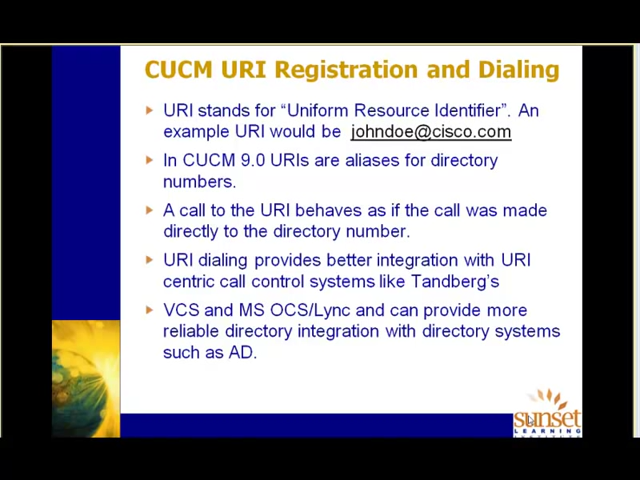 CUCM URI Registration and Dialing
URI stands for “Uniform Resource Identifier”. An
example URI would be johndoe@cisco.com
In CUCM 9.0 URIs are aliases for directory
numbers.
A call to the URI behaves as if the call was made
directly to the directory number.
URI dialing provides better integration with URI
centric call control systems like Tandberg’s
VCS and MS OCS/Lync and can provide more
reliable directory integration with directory systems
such as AD.
sunset
LEARNING